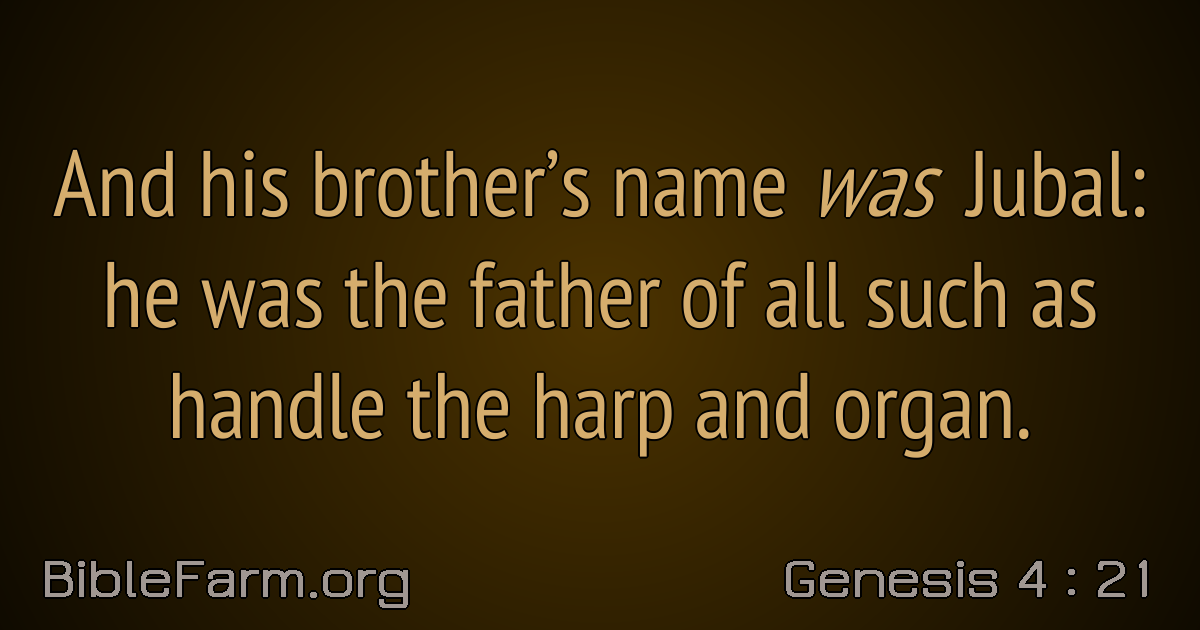 And his brother’s name was Jubal:
he was the father of all such as
handle the harp and organ.
BibleFarm.org
Genesis 4 : 21